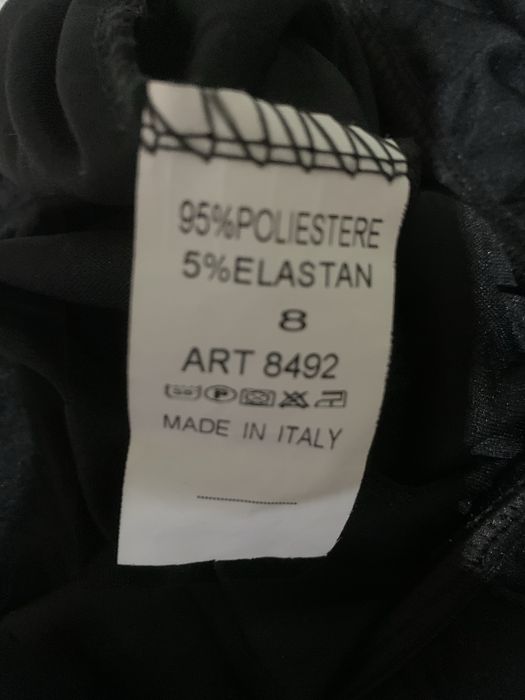 95%POLIESTERE
5%ELASTAN
8
ART 8492
MADE IN ITALY